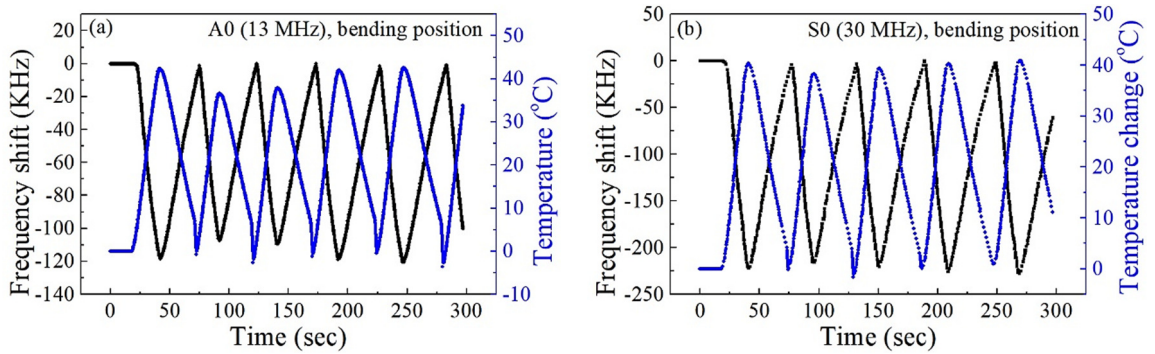 (a) A0 (13 MHz), bending position
Frequency shift (KHz)
20
0
-20
-40
-60
-80
-100
-120
-140
50
40
30
20
10
0
-10
Temperature (°C)
0 50 100 150 200 250 300
Time (sec)
(b) S0 (30 MHz), bending position
Frequency shift (KHz)
50
0
-50
-100
-150
-200
-250
50
40
30
20
10
0
Temperature change (°C)
0 50 100 150 200 250 300
Time (sec)